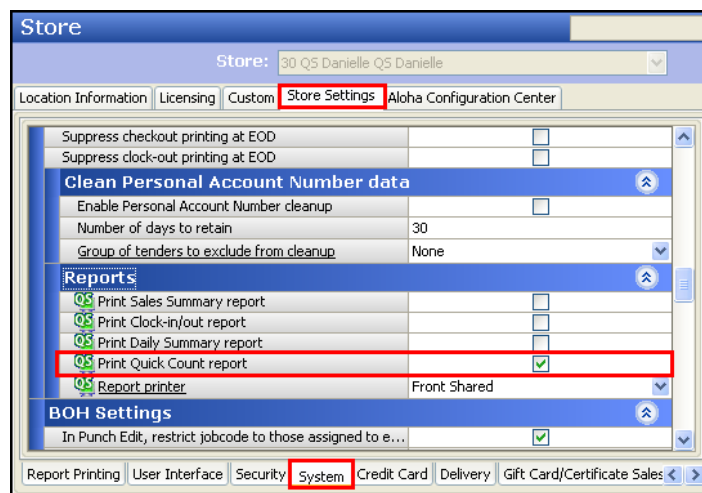 Store
Store: 30 QS Danielle QS Danielle
Location Information Licensing Custom Store Settings Aloha Configuration Center
Suppress checkout printing at EOD
Suppress clock-out printing at EOD
Clean Personal Account Number data
Enable Personal Account Number cleanup
Number of days to retain 30
Group of tenders to exclude from cleanup None
Reports
QS Print Sales Summary report
QS Print Clock-in/out report
QS Print Daily Summary report
QS Print Quick Count report
QS Report printer Front Shared
BOH Settings
In Punch Edit, restrict jobcode to those assigned to e...
Report Printing User Interface Security System Credit Card Delivery Gift Card/Certificate Sales